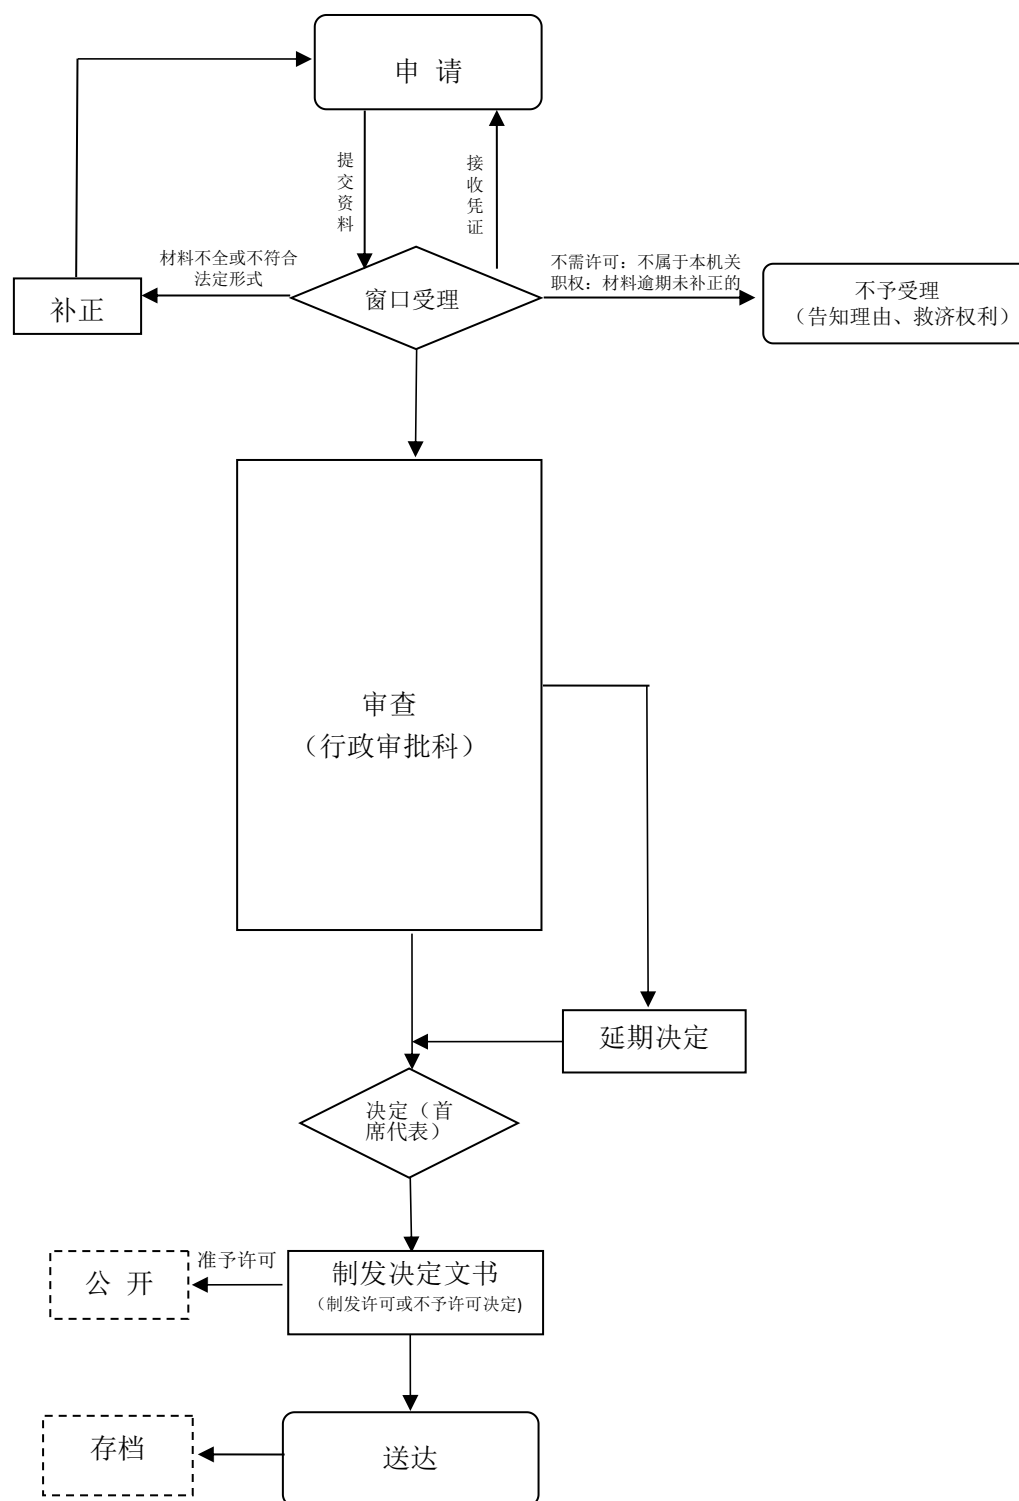 申 请
提交资料
接收凭证
材料不全或不符合
法定形式
不需许可：不属于本机关
职权：材料逾期未补正的
补正
窗口受理
不予受理
（告知理由、救济权利）
审查
（行政审批科）
延期决定
决定（首
席代表）
准予许可
公 开
制发决定文书
（制发许可或不予许可决定)
存档
送达